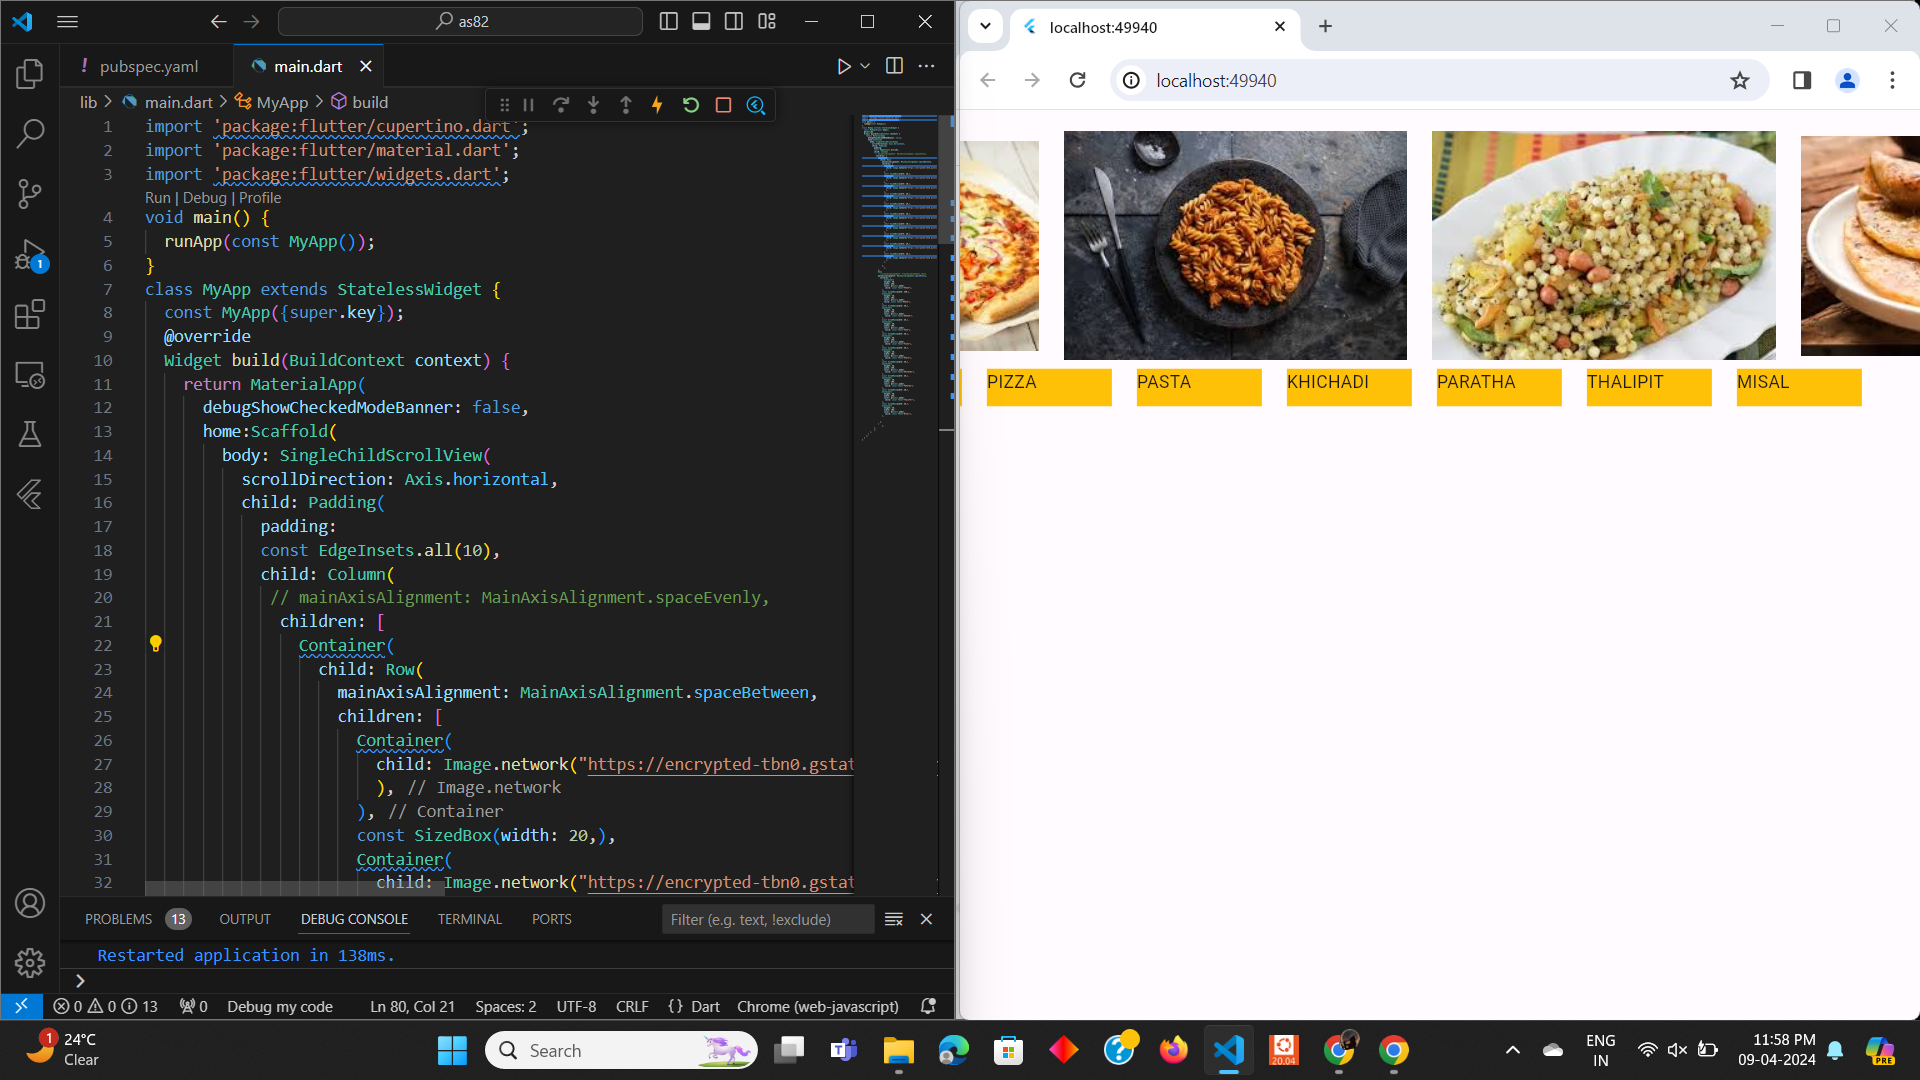 as82
pubspec.yaml
main.dart
lib > main.dart > MyApp > build
1 import 'package:flutter/cupertino.dart';
2 import 'package:flutter/material.dart';
3 import 'package:flutter/widgets.dart';
Run | Debug | Profile
4 void main() {
5 runApp(const MyApp());
6 }
7 class MyApp extends StatelessWidget {
8 const MyApp({super.key});
9 @override
10 Widget build(BuildContext context) {
11 return MaterialApp(
12 debugShowCheckedModeBanner: false,
13 home:Scaffold(
14 body: SingleChildScrollView(
15 scrollDirection: Axis.horizontal,
16 child: Padding(
17 padding:
18 const EdgeInsets.all(10),
19 child: Column(
20 // mainAxisAlignment: MainAxisAlignment.spaceEvenly,
21 children: [
22 Container(
23 child: Row(
24 mainAxisAlignment: MainAxisAlignment.spaceBetween,
25 children: [
26 Container(
27 child: Image.network("https://encrypted-tbn0.gstat
28 ), // Image.network
29 ), // Container
30 const SizedBox(width: 20,),
31 Container(
32 child: Image.network("https://encrypted-tbn0.gstat
1
PROBLEMS 13 OUTPUT DEBUG CONSOLE TERMINAL PORTS
Filter (e.g. text, !exclude)
Restarted application in 138ms.
0 0 13 0 Debug my code Ln 80, Col 21 Spaces: 2 UTF-8 CRLF {} Dart Chrome (web-javascript)
localhost:49940
localhost:49940
PIZZA PASTA KHICHADI PARATHA THALIPIT MISAL
1
24°C
Clear
Search
20.04
ENG
IN
11:58 PM
09-04-2024
PRE